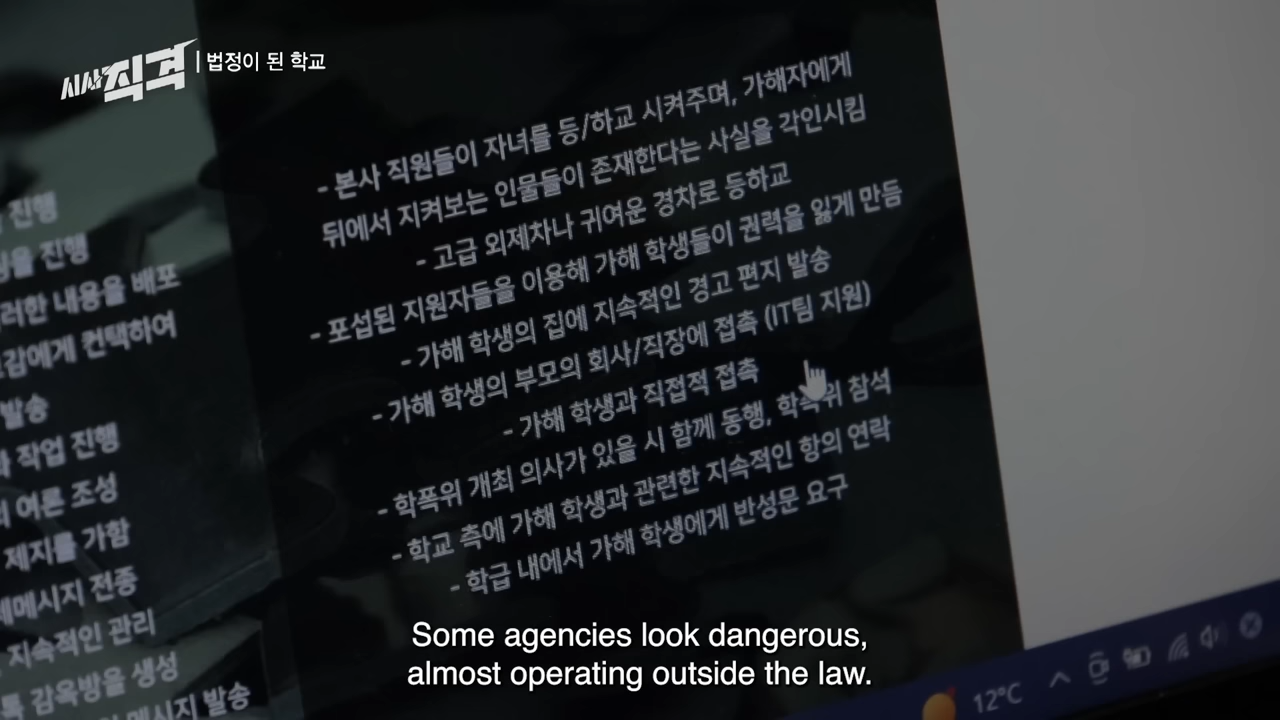 시사직격 | 법정이 된 학교
- 본사 직원들이 자녀를 등/하교 시켜주며, 가해자에게
뒤에서 지켜보는 인물들이 존재한다는 사실을 각인시킴
- 고급 외제차나 귀여운 경차로 등하교
- 포섭된 지원자들을 이용해 가해 학생들이 권력을 잃게 만듬
- 가해 학생의 집에 지속적인 경고 편지 발송
- 가해 학생의 부모의 회사/직장에 접촉 (IT팀 지원)
- 가해 학생과 직접적 접촉
- 학폭위 개최 의사가 있을 시 함께 동행, 학폭위 참석
- 학교 측에 가해 학생과 관련한 지속적인 항의 연락
- 학급 내에서 가해 학생에게 반성문 요구
진행
진행
내용을 배포
컨택하여
발송
작업 진행
여론 조성
제지를 가함
전종
지속적인 관리
감옥방을 생성
메시지 발송
Some agencies look dangerous,
almost operating outside the law.
12°C